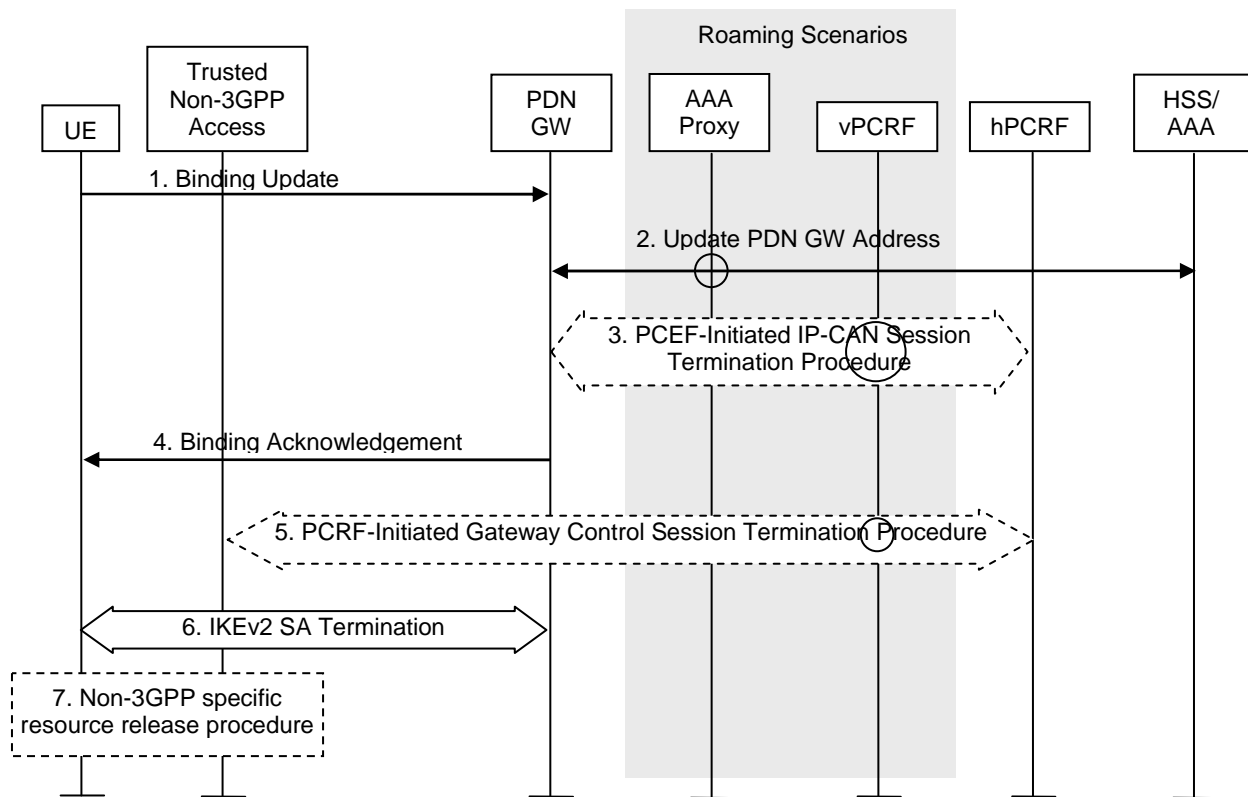 Roaming Scenarios
UE
Trusted
Non-3GPP
Access
PDN
GW
AAA
Proxy
vPCRF
hPCRF
HSS/
AAA
1. Binding Update
2. Update PDN GW Address
3. PCEF-Initiated IP-CAN Session
Termination Procedure
4. Binding Acknowledgement
5. PCRF-Initiated Gateway Control Session Termination Procedure
6. IKEv2 SA Termination
7. Non-3GPP specific
resource release procedure